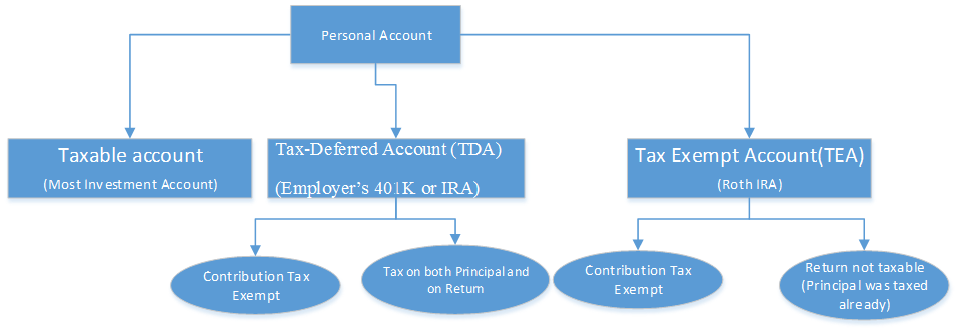 Personal Account
Taxable account
(Most Investment Account)
Tax-Deferred Account (TDA)
(Employer's 401K or IRA)
Tax Exempt Account(TEA)
(Roth IRA)
Contribution Tax
Exempt
Tax on both Principal and
on Return
Contribution Tax
Exempt
Return not taxable
(Principal was taxed
already)